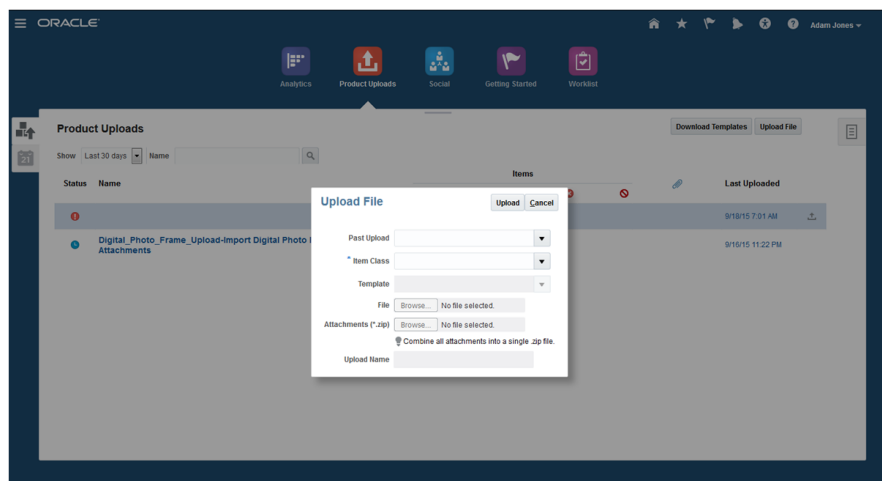 ORACLE
Adam Jones
Analytics
Product Uploads
Social
Getting Started
Worklist
21
Product Uploads
Download Templates
Upload File
Show
Last 30 days
Name
Items
Status
Name
Last Uploaded
9/18/15 7:01 AM
Digital_Photo_Frame_Upload-Import Digital Photo
Attachments
9/16/15 11:22 PM
Upload File
Upload
Cancel
Past Upload
* Item Class
Template
File
Browse...
No file selected.
Attachments (*.zip)
Browse...
No file selected.
Combine all attachments into a single .zip file.
Upload Name